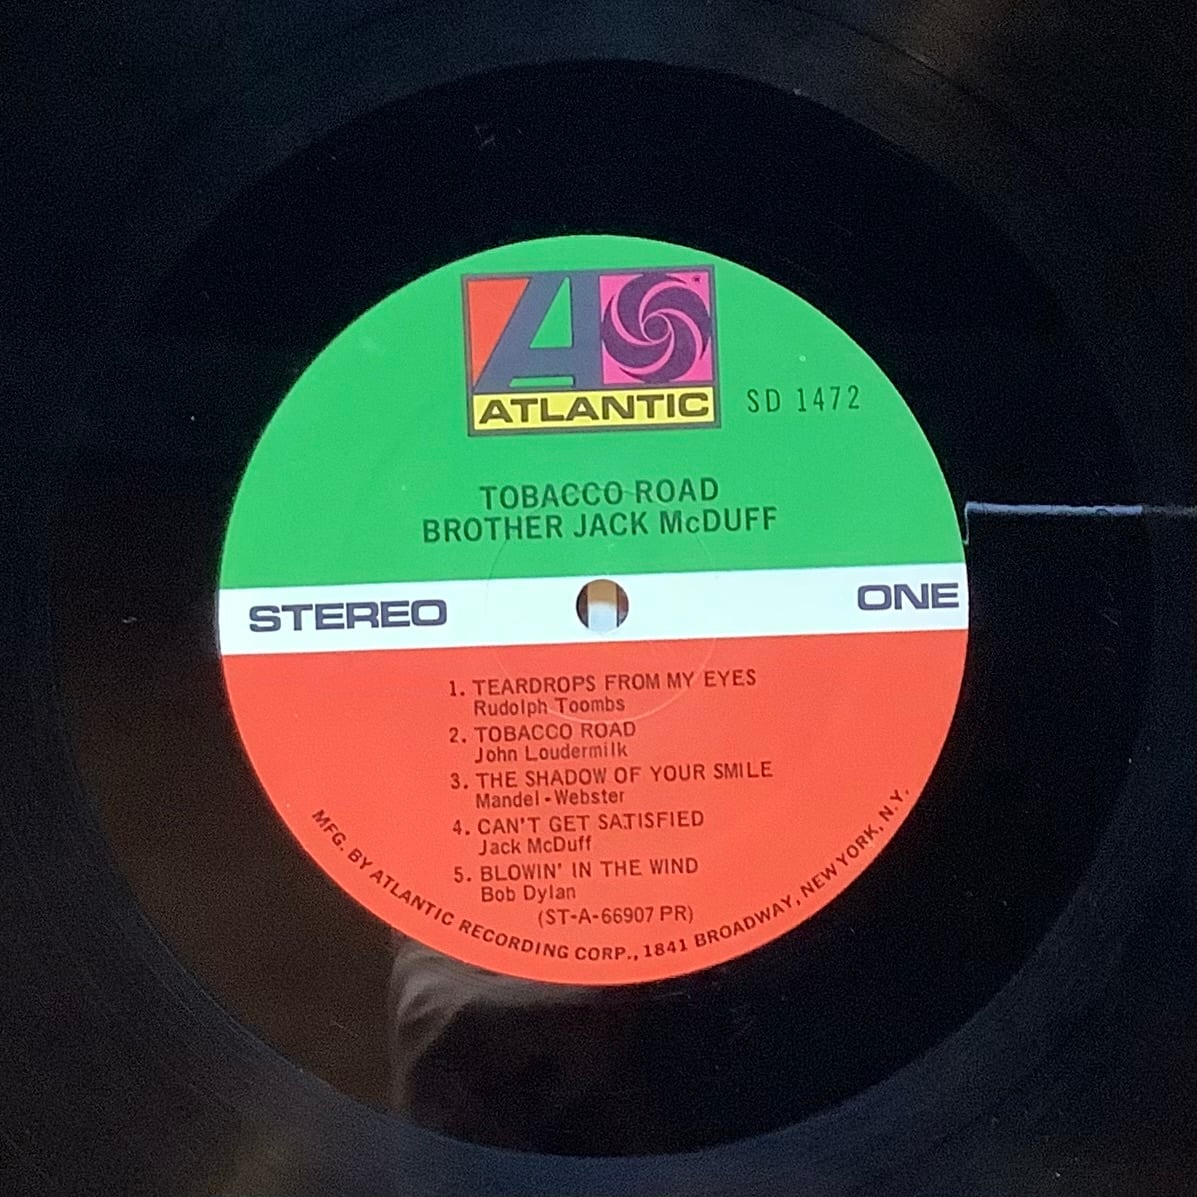 ATLANTIC
SD 1472
TOBACCO ROAD
BROTHER JACK McDUFF
STEREO
ONE
1. TEARDROPS FROM MY EYES
Rudolph Toombs
2. TOBACCO ROAD
John Loudermilk
3. THE SHADOW OF YOUR SMILE
Mandel - Webster
4. CAN'T GET SATISFIED
Jack McDuff
5. BLOWIN' IN THE WIND
Bob Dylan
(ST-A-66907 PR)
MFG. BY ATLANTIC RECORDING CORP., 1841 BROADWAY, NEW YORK, N.Y.